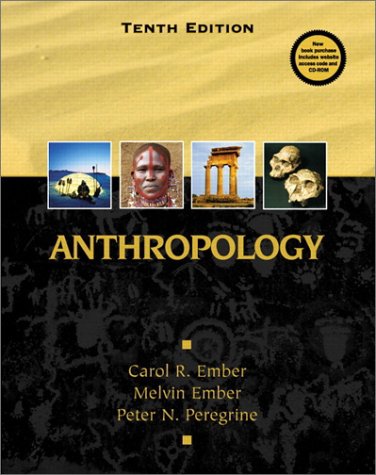 TENTH EDITION
New
book purchase
Includes website
access code and
CD-ROM
ANTHROPOLOGY
Carol R. Ember
Melvin Ember
Peter N. Peregrine